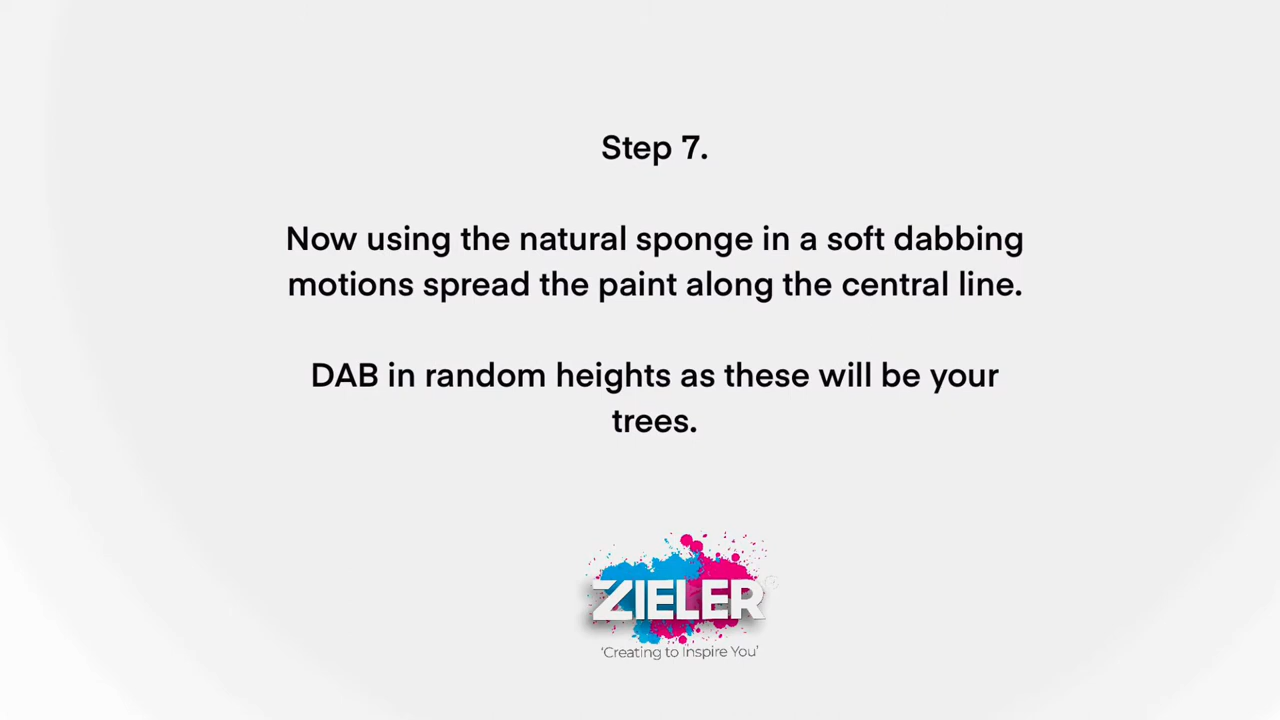 Step 7.
Now using the natural sponge in a soft dabbing
motions spread the paint along the central line.
DAB in random heights as these will be your
trees.
ZIELER
‘Creating to Inspire You’